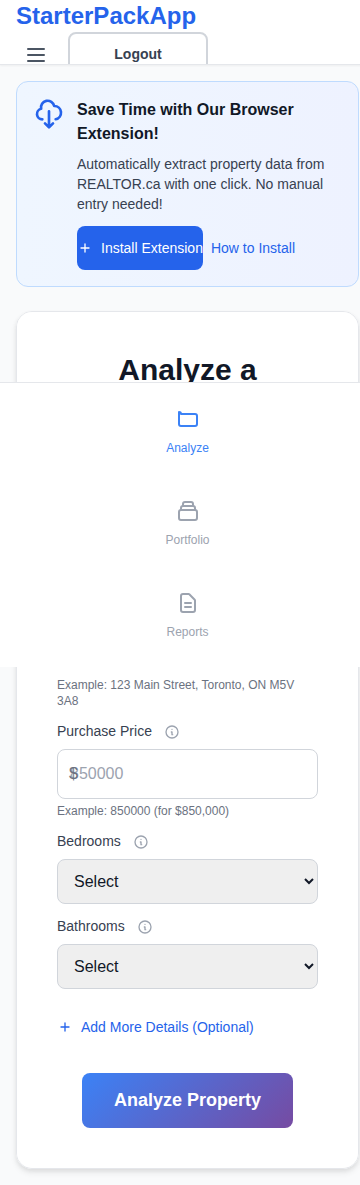 StarterPackApp
Logout
Save Time with Our Browser
Extension!
Automatically extract property data from
REALTOR.ca with one click. No manual
entry needed!
+ Install Extension How to Install
Analyze a
Analyze
Portfolio
Reports
Example: 123 Main Street, Toronto, ON M5V
3A8
Purchase Price
$50000
Example: 850000 (for $850,000)
Bedrooms
Select
Bathrooms
Select
+ Add More Details (Optional)
Analyze Property